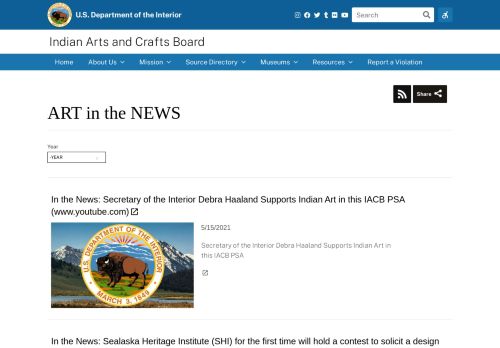 U.S. Department of the Interior
Search
Indian Arts and Crafts Board
Home About Us Mission Source Directory Museums Resources Report a Violation
Share
ART in the NEWS
Year
-YEAR
In the News: Secretary of the Interior Debra Haaland Supports Indian Art in this IACB PSA
(www.youtube.com)
5/15/2021
Secretary of the Interior Debra Haaland Supports Indian Art in
this IACB PSA
U.S. DEPARTMENT OF THE INTERIOR
MARCH 3, 1849
In the News: Sealaska Heritage Institute (SHI) for the first time will hold a contest to solicit a design